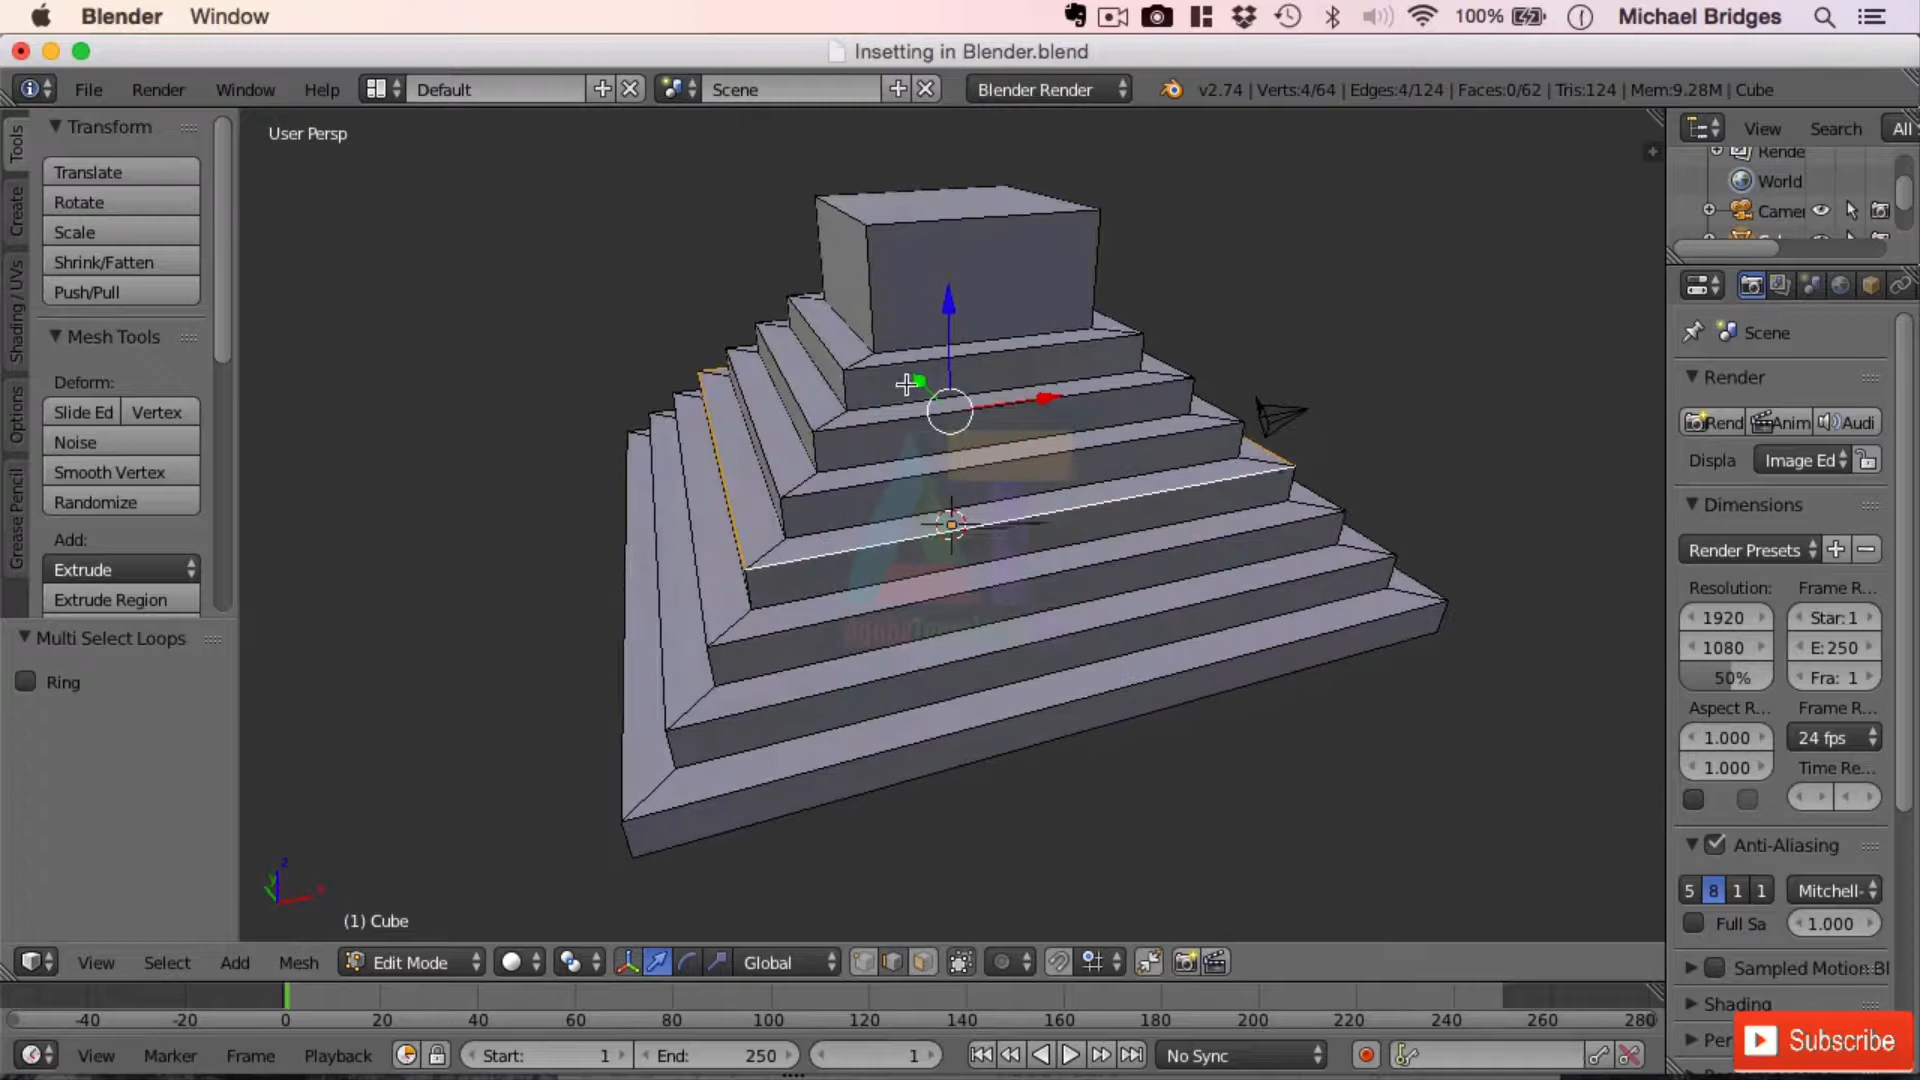 Blender Window 100% Michael Bridges
Insetting in Blender.blend
File Render Window Help Default Scene Blender Render v2.74 | Verts:4/64 | Edges:4/124 | Faces:0/62 | Tris:124 | Mem:9.28M | Cube
Tools
Create
Shading / UVs
Options
Grease Pencil
Transform
Translate
Rotate
Scale
Shrink/Fatten
Push/Pull
Mesh Tools
Deform:
Slide Ed Vertex
Noise
Smooth Vertex
Randomize
Add:
Extrude
Extrude Region
Multi Select Loops
Ring
User Persp
z
(1) Cube
View Search All
Rende
World
Camer
Scene
Render
Rend Anim Audi
Displa Image Ed
Dimensions
Render Presets
Resolution: Frame R...
1920 Star: 1
1080 E: 250
50% Fra: 1
Aspect R... Frame R...
1.000 24 fps
1.000 Time Re...
Anti-Aliasing
5 8 1 1 Mitchell-
Full Sa 1.000
Sampled Motion Bl
Shading
Per
Subscribe
View Select Add Mesh Edit Mode Global
-40 -20 0 20 40 60 80 100 120 140 160 180 200 220 240 260 280
View Marker Frame Playback Start: 1 End: 250 1 No Sync